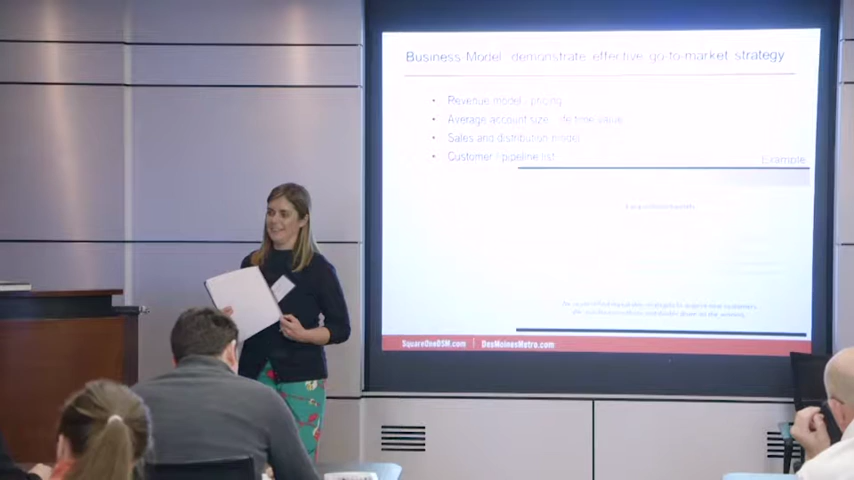 Business Model: demonstrate effective go-to-market strategy
• Revenue model - pricing
• Average account size - life time value
• Sales and distribution model
• Customer / pipeline list
Example
SquareOneDSM.com | DesMoinesMetro.com